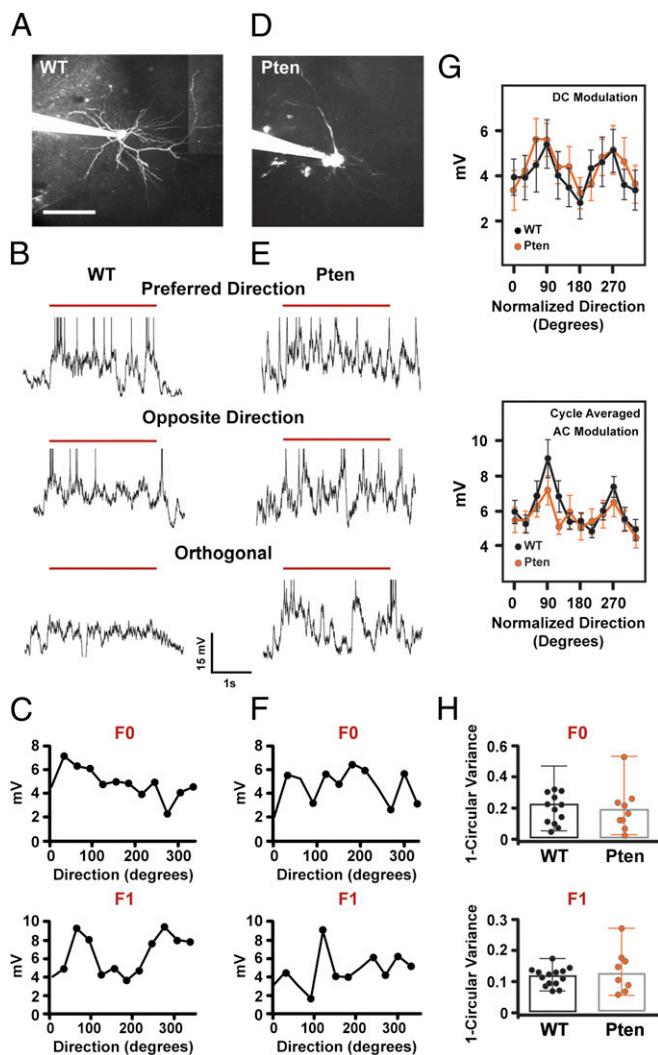 A
WT
D
Pten
B
WT
E
Pten
Preferred Direction
Opposite Direction
Orthogonal
15 mV
1s
C
F0
8
6
4
2
0
mV
0 100 200 300
Direction (degrees)
F1
10
8
6
4
2
0
mV
0 100 200 300
Direction (degrees)
F
F0
8
6
4
2
0
mV
0 100 200 300
Direction (degrees)
F1
10
8
6
4
2
0
mV
0 100 200 300
Direction (degrees)
G
DC Modulation
6
4
2
mV
WT
Pten
0 90 180 270
Normalized Direction
(Degrees)
Cycle Averaged
AC Modulation
10
8
6
4
mV
WT
Pten
0 90 180 270
Normalized Direction
(Degrees)
H
F0
0.6
0.4
0.2
0.0
1-Circular Variance
WT Pten
F1
0.3
0.2
0.1
0.0
1-Circular Variance
WT Pten